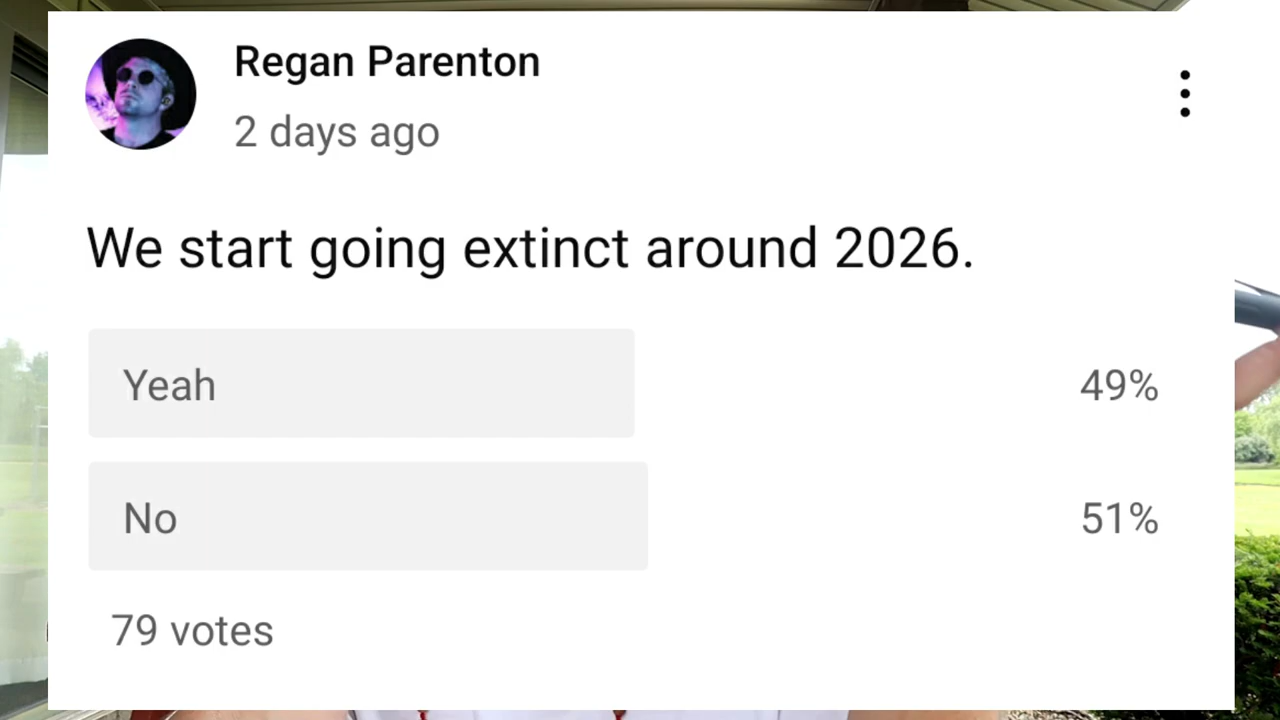 Regan Parenton
2 days ago
We start going extinct around 2026.
Yeah 49%
No 51%
79 votes